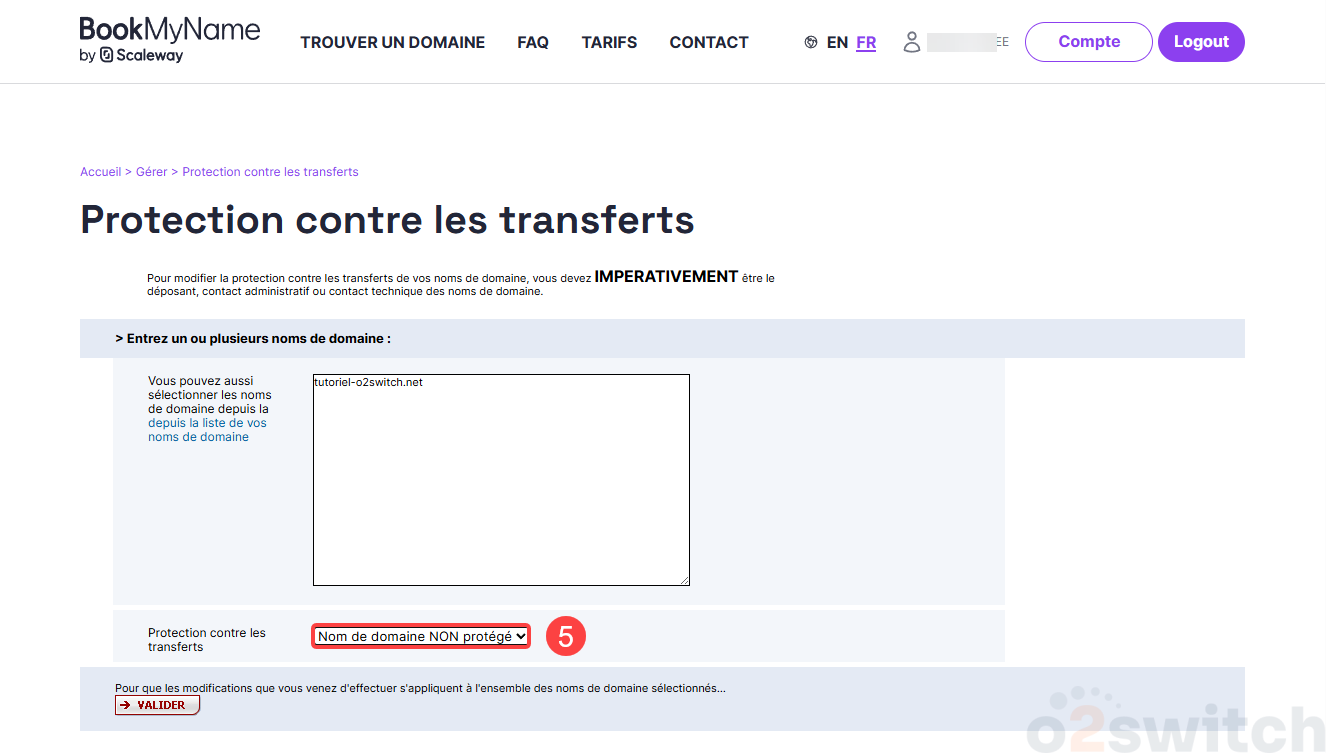 BookMyName
by Scaleway
TROUVER UN DOMAINE FAQ TARIFS CONTACT EN FR EE Compte Logout
Accueil > Gérer > Protection contre les transferts
Protection contre les transferts
Pour modifier la protection contre les transferts de vos noms de domaine, vous devez IMPERATIVEMENT être le
déposant, contact administratif ou contact technique des noms de domaine.
> Entrez un ou plusieurs noms de domaine :
Vous pouvez aussi
sélectionner les noms
de domaine depuis la
depuis la liste de vos
noms de domaine
tutoriel-o2switch.net
Protection contre les
transferts
Nom de domaine NON protégé
5
Pour que les modifications que vous venez d'effectuer s'appliquent à l'ensemble des noms de domaine sélectionnés...
VALIDER
o2switch